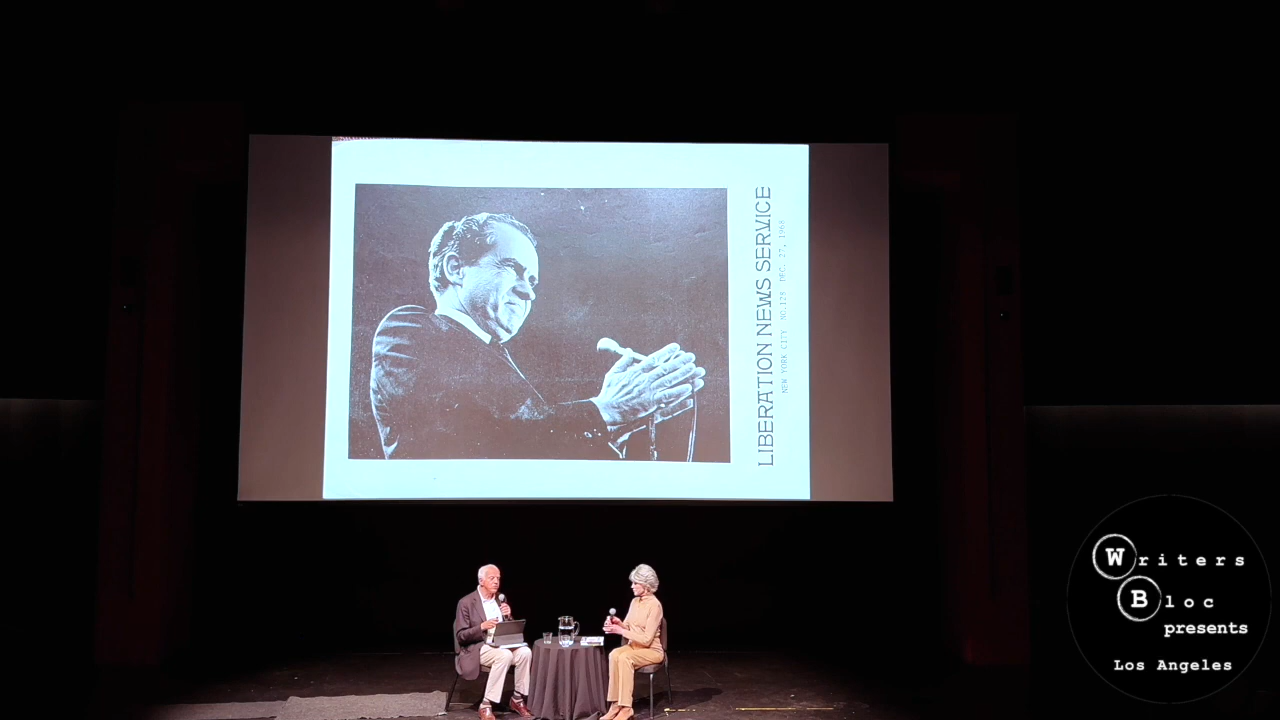 LIBERATION NEWS SERVICE
NEW YORK CITY NO.128 DEC. 27, 1968
Writers
Bloc
presents
Los Angeles